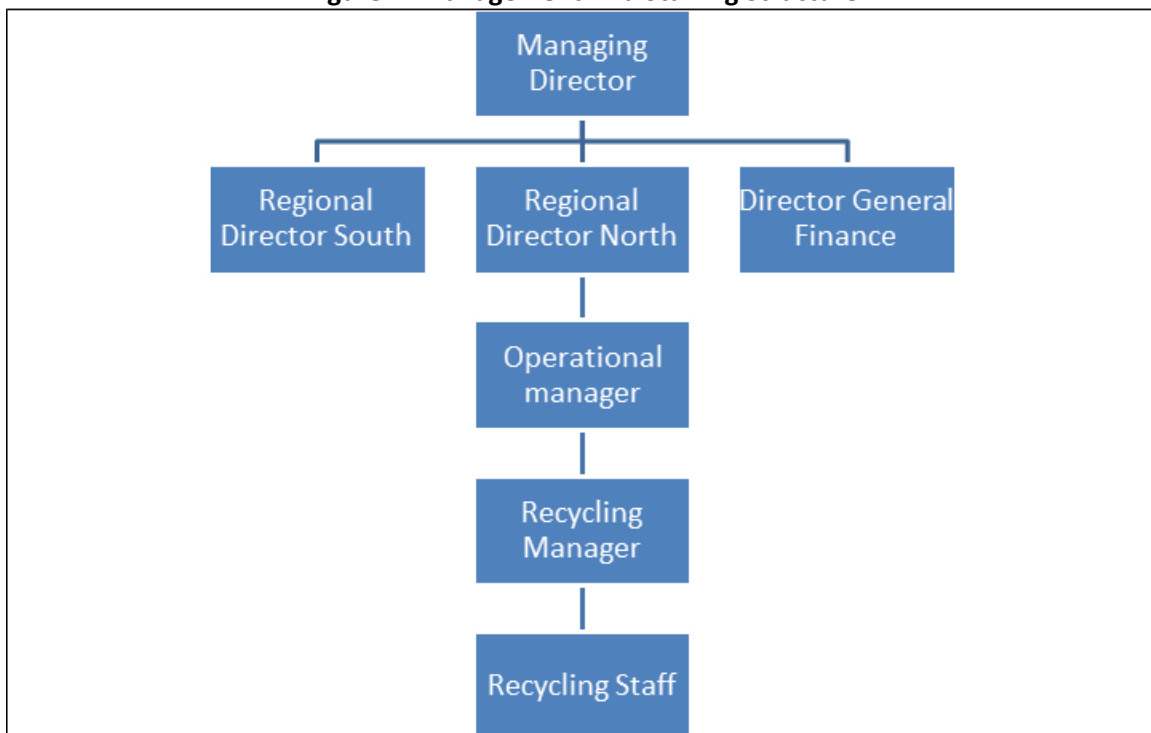 Managing
Director
Regional
Director South
Regional
Director North
Director General
Finance
Operational
manager
Recycling
Manager
Recycling Staff